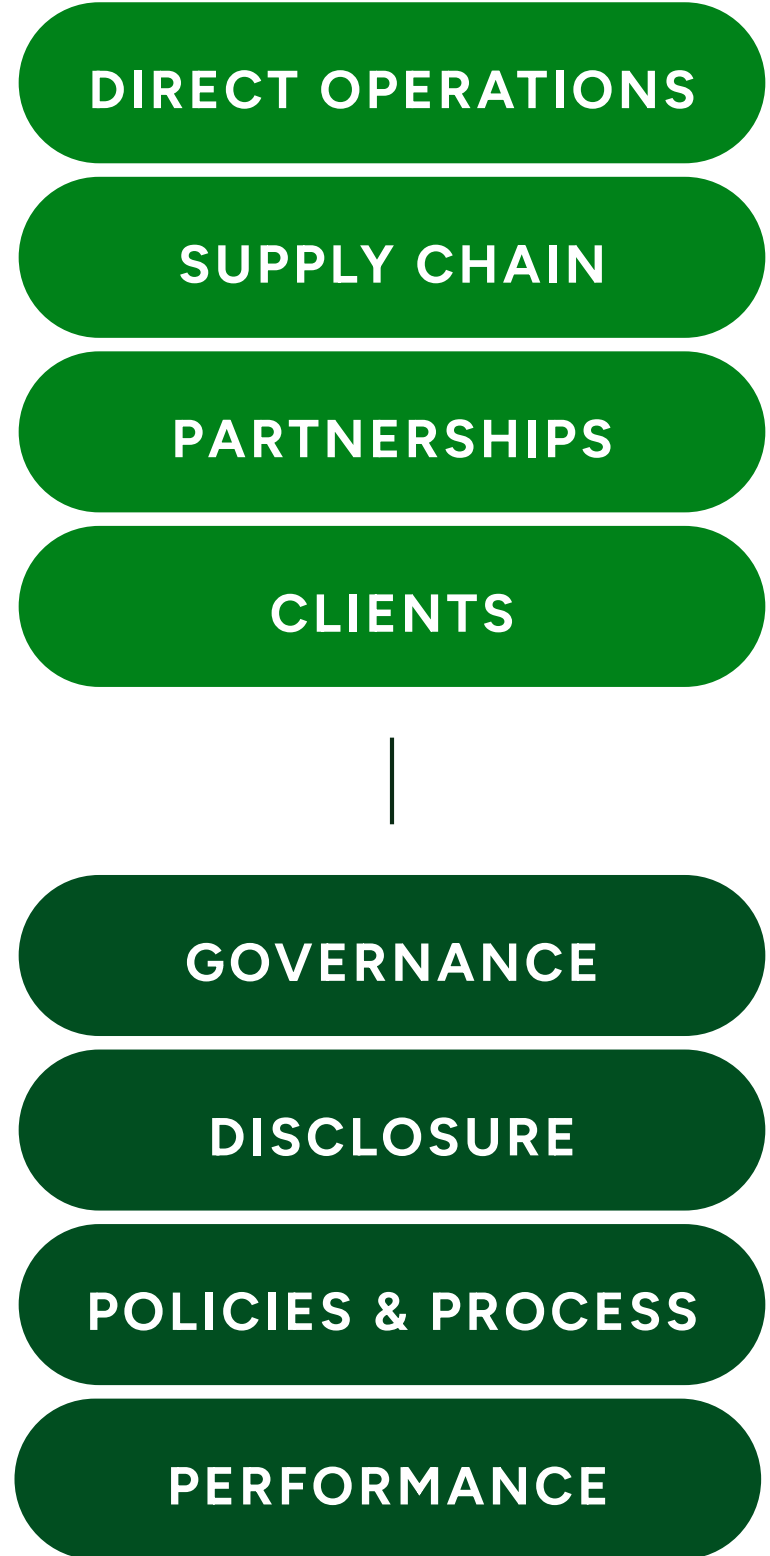 DIRECT OPERATIONS
SUPPLY CHAIN
PARTNERSHIPS
CLIENTS
GOVERNANCE
DISCLOSURE
POLICIES & PROCESS
PERFORMANCE